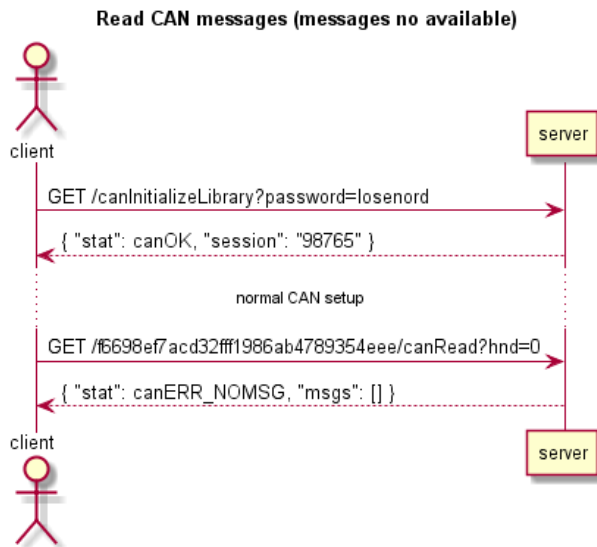 Read CAN messages (messages no available)
client
server
GET /canInitializeLibrary?password=losenord
{ "stat": canOK, "session": "98765" }
normal CAN setup
GET /f6698ef7acd32fff1986ab4789354eee/canRead?hnd=0
{ "stat": canERR_NOMSG, "msgs": [] }
client
server